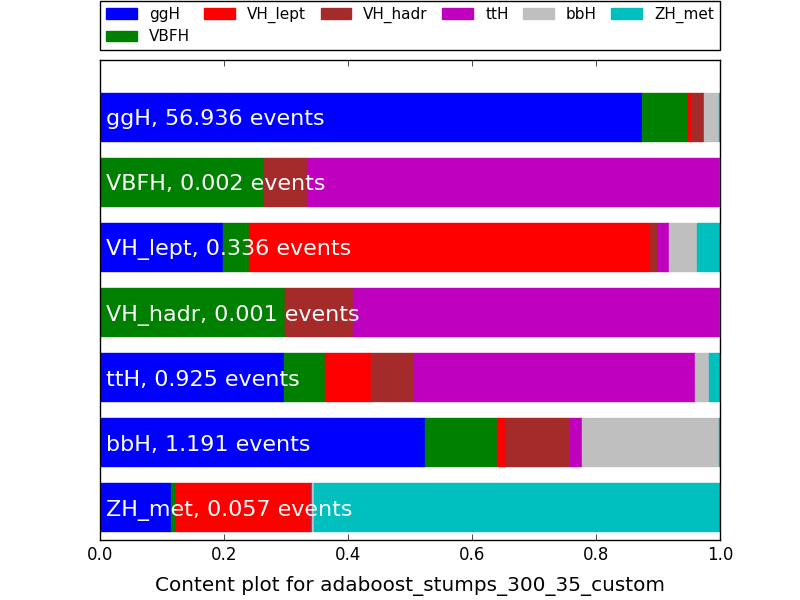 ggH VH_lept VH_hadr ttH bbH ZH_met
VBFH
ggH, 56.936 events
VBFH, 0.002 events
VH_lept, 0.336 events
VH_hadr, 0.001 events
ttH, 0.925 events
bbH, 1.191 events
ZH_met, 0.057 events
0.0 0.2 0.4 0.6 0.8 1.0
Content plot for adaboost_stumps_300_35_custom